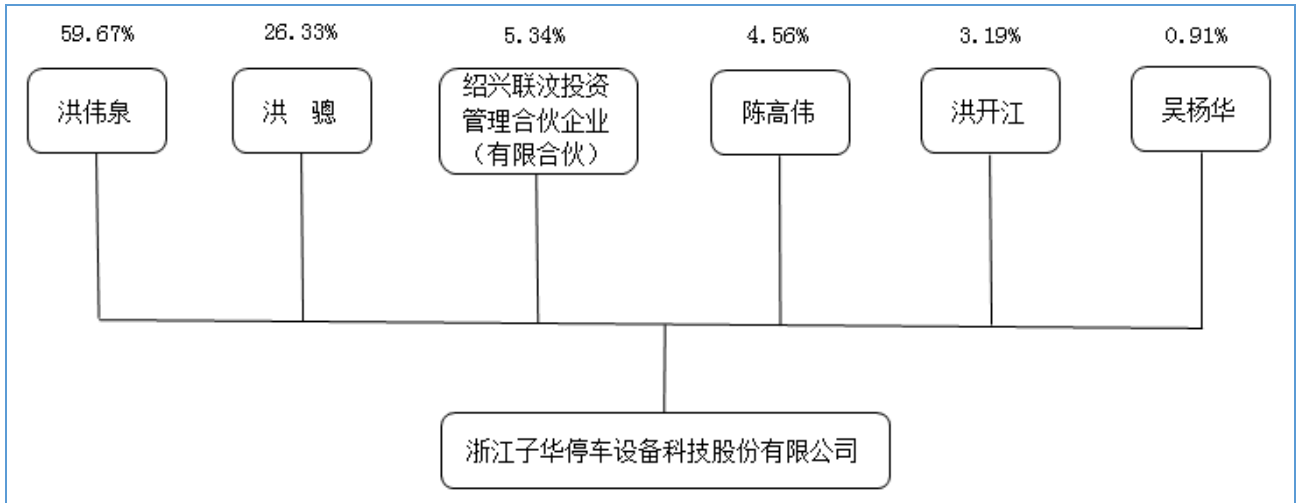 59.67%
26.33%
5.34%
4.56%
3.19%
0.91%
洪伟泉
洪 骢
绍兴联汶投资
管理合伙企业
（有限合伙）
陈高伟
洪开江
吴杨华
浙江子华停车设备科技股份有限公司